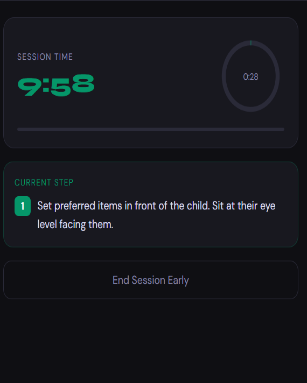 SESSION TIME
9:58
0:28
CURRENT STEP
1 Set preferred items in front of the child. Sit at their eye
level facing them.
End Session Early